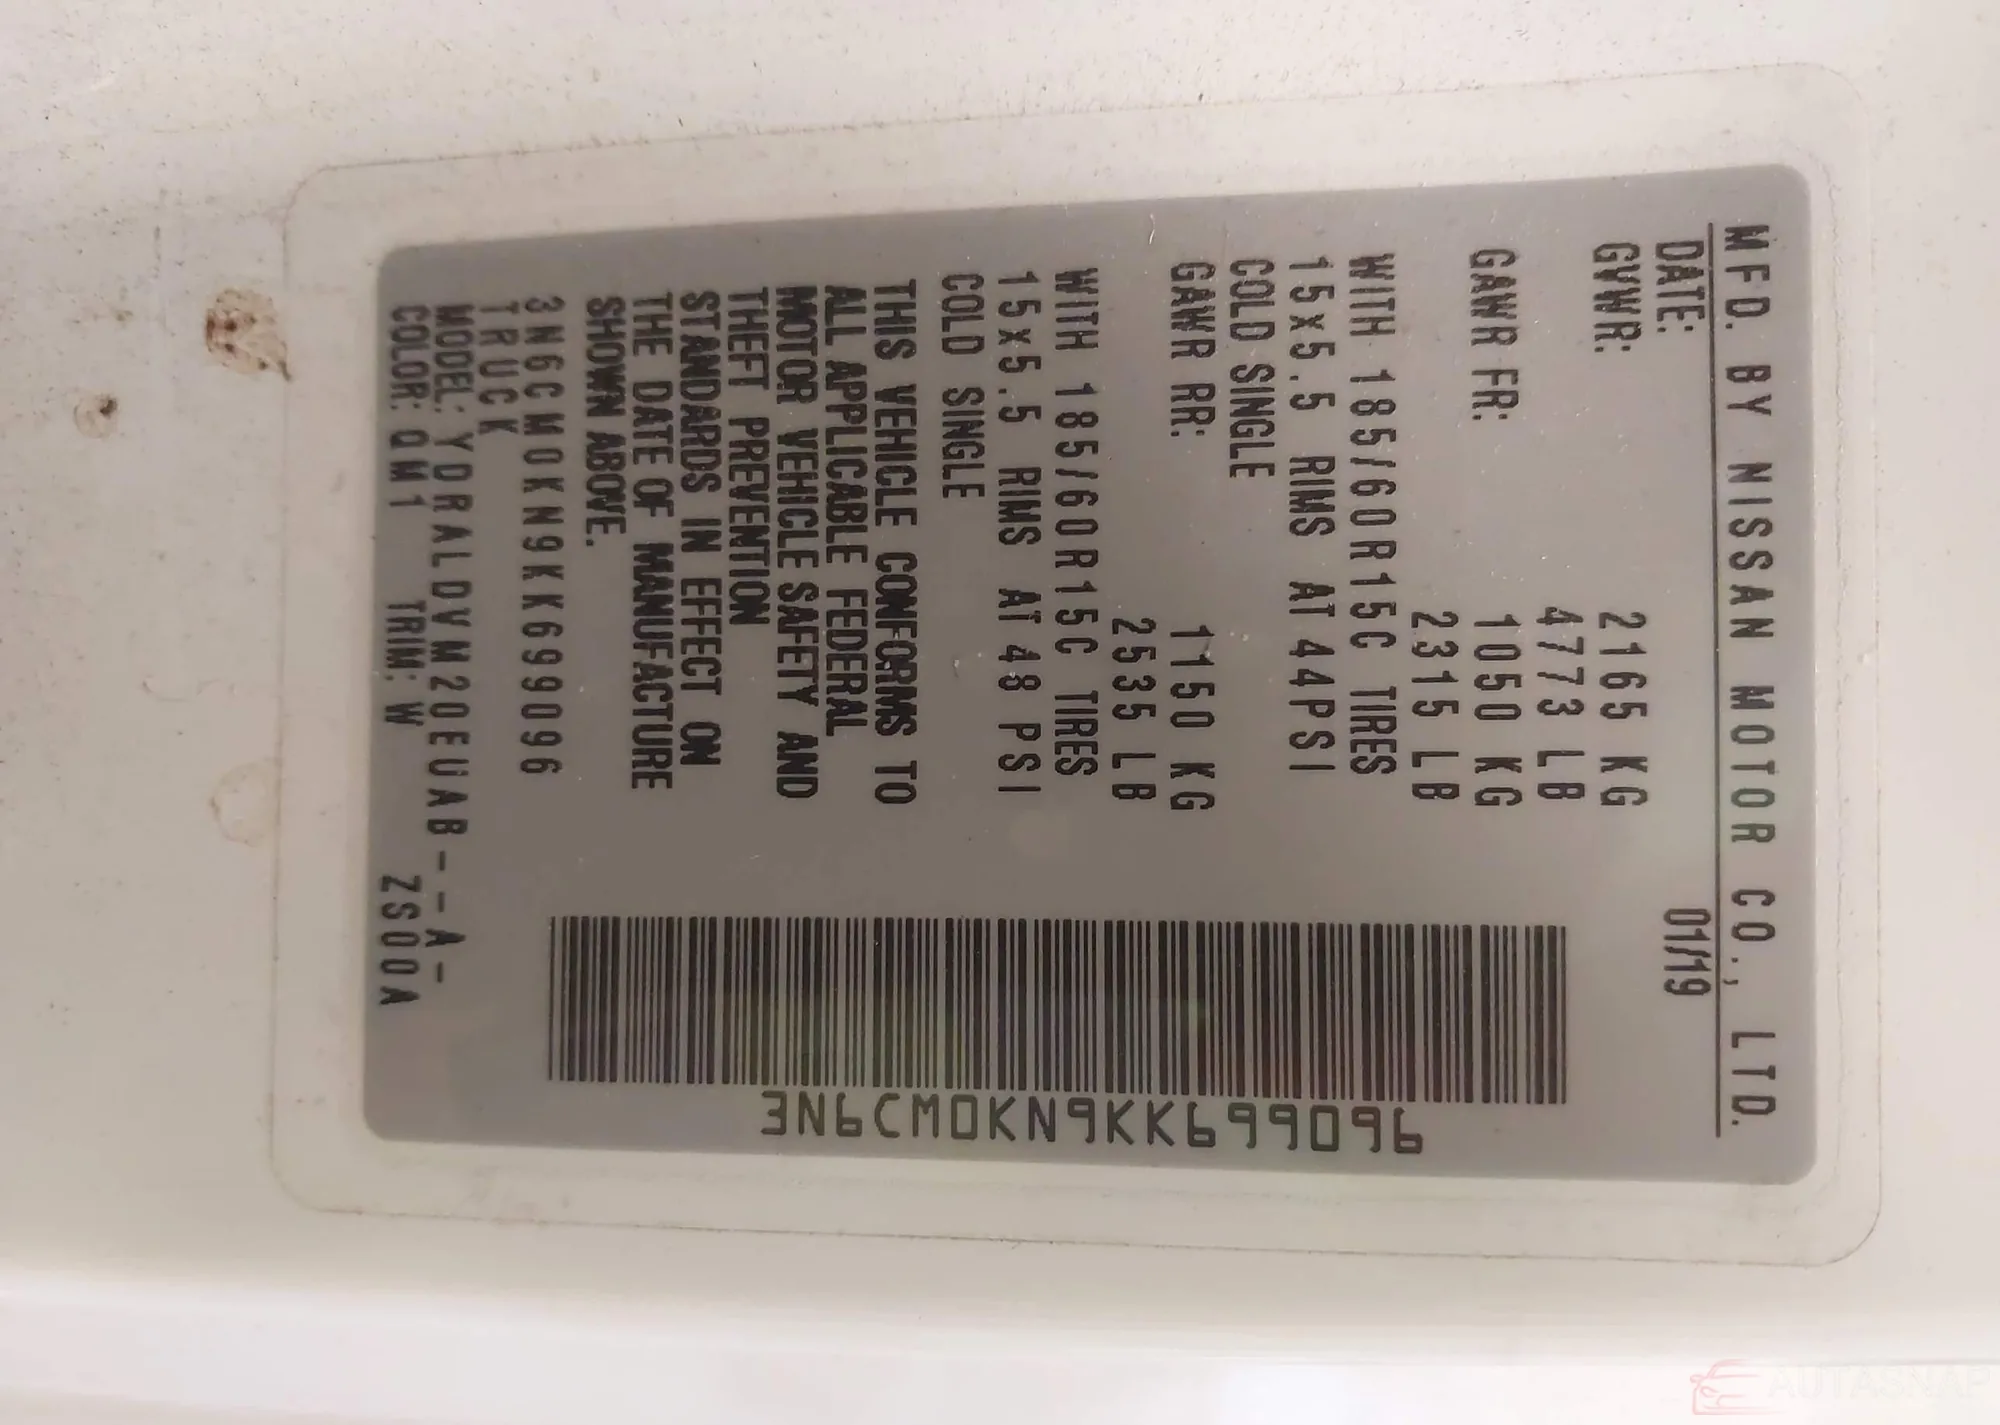 MFD. BY NISSAN MOTOR CO., LTD.
DATE: 01/19
GVWR: 2165 KG
4773 LB
GAWR FR: 1050 KG
2315 LB
WITH 185/60R15C TIRES
15x5.5 RIMS AT 44PSI
COLD SINGLE
GAWR RR: 1150 KG
2535 LB
WITH 185/60R15C TIRES
15x5.5 RIMS AT 48 PSI
COLD SINGLE
THIS VEHICLE CONFORMS TO
ALL APPLICABLE FEDERAL
MOTOR VEHICLE SAFETY AND
THEFT PREVENTION
STANDARDS IN EFFECT ON
THE DATE OF MANUFACTURE
SHOWN ABOVE.
3N6CM0KN9KK699096
TRUCK
MODEL: YDRALDVM20EUAB--A-
COLOR: QM1 TRIM: W ZS00A
3N6CM0KN9KK699096
AUTASNAP